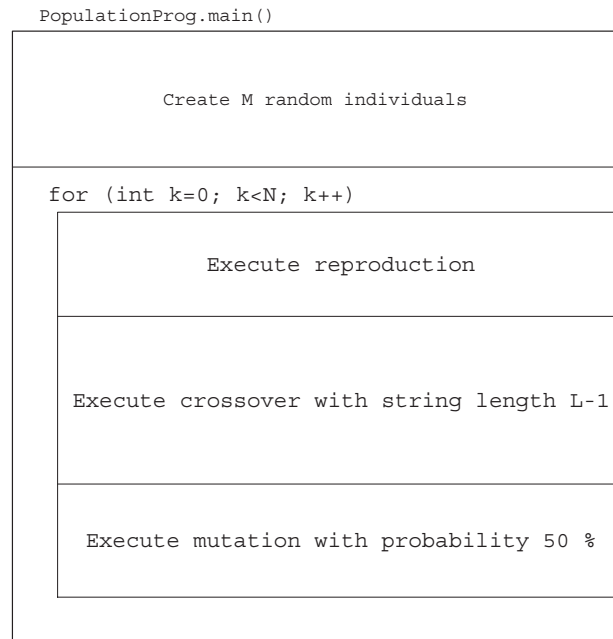 PopulationProg.main()
Create M random individuals
for (int k=0; k<N; k++)
Execute reproduction
Execute crossover with string length L-1
Execute mutation with probability 50 %